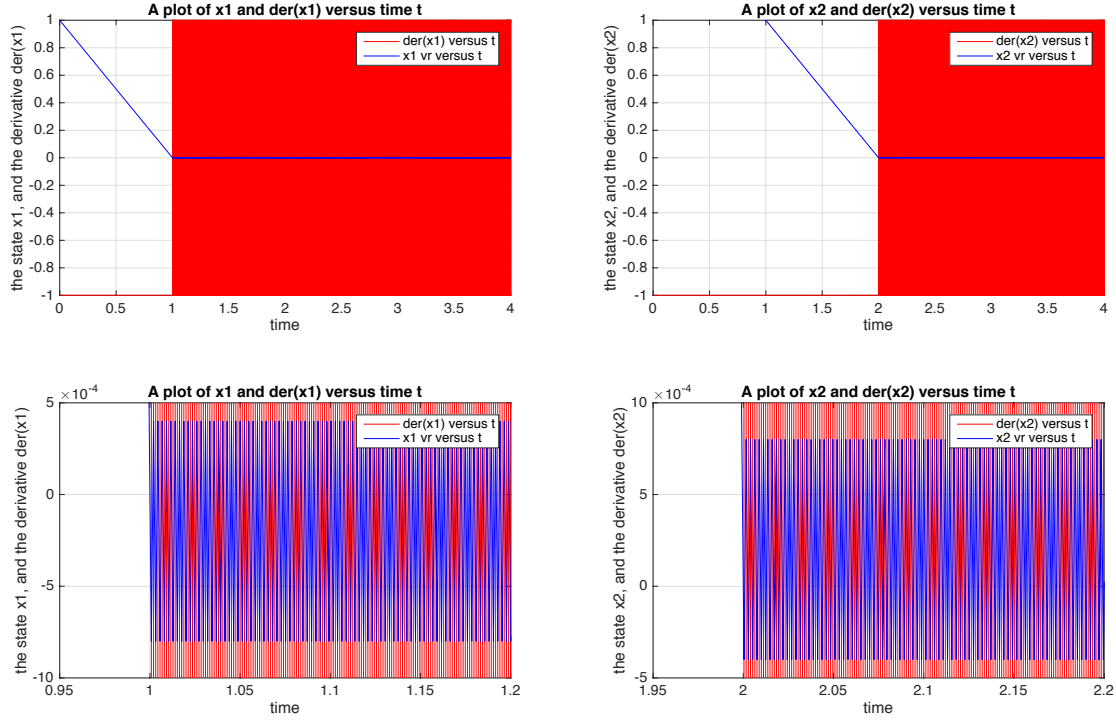 A plot of x1 and der(x1) versus time t
the state x1, and the derivative der(x1)
1
0.8
0.6
0.4
0.2
0
-0.2
-0.4
-0.6
-0.8
-1
0 0.5 1 1.5 2 2.5 3 3.5 4
time
der(x1) versus t
x1 vr versus t
A plot of x2 and der(x2) versus time t
the state x2, and the derivative der(x2)
1
0.8
0.6
0.4
0.2
0
-0.2
-0.4
-0.6
-0.8
-1
0 0.5 1 1.5 2 2.5 3 3.5 4
time
der(x2) versus t
x2 vr versus t
A plot of x1 and der(x1) versus time t
×10-4
the state x1, and the derivative der(x1)
5
0
-5
-10
0.95 1 1.05 1.1 1.15 1.2
time
der(x1) versus t
x1 vr versus t
A plot of x2 and der(x2) versus time t
×10-4
the state x2, and the derivative der(x2)
10
5
0
-5
1.95 2 2.05 2.1 2.15 2.2
time
der(x2) versus t
x2 vr versus t